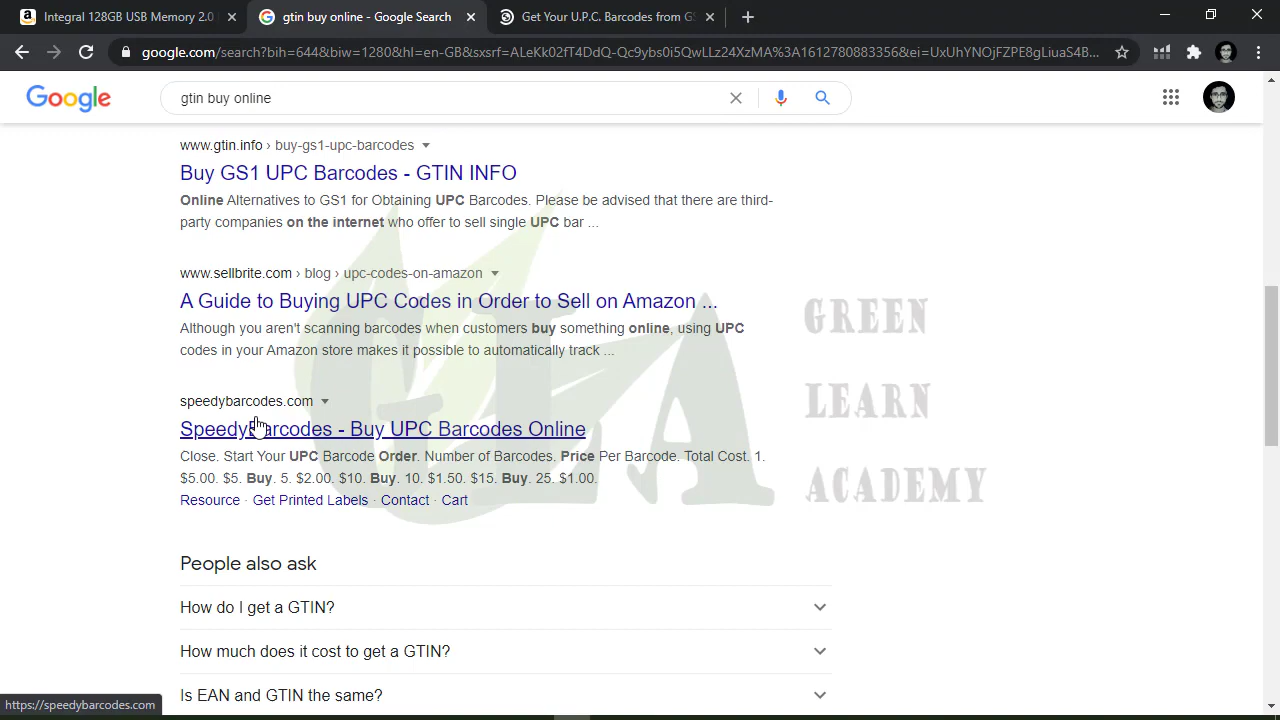 Integral 128GB USB Memory 2.0
gtin buy online - Google Search
Get Your U.P.C. Barcodes from GS
google.com/search?bih=644&biw=1280&hl=en-GB&sxsrf=ALeKk02fT4DdQ-Qc9ybs0i5QwLLz24XzMA%3A1612780883356&ei=UxUhYNOjFZPE8gLiuaS4B...
Google
gtin buy online
www.gtin.info › buy-gs1-upc-barcodes
Buy GS1 UPC Barcodes - GTIN INFO
Online Alternatives to GS1 for Obtaining UPC Barcodes. Please be advised that there are third-
party companies on the internet who offer to sell single UPC bar ...
www.sellbrite.com › blog › upc-codes-on-amazon
A Guide to Buying UPC Codes in Order to Sell on Amazon ...
Although you aren't scanning barcodes when customers buy something online, using UPC
codes in your Amazon store makes it possible to automatically track ...
speedybarcodes.com
SpeedyBarcodes - Buy UPC Barcodes Online
Close. Start Your UPC Barcode Order. Number of Barcodes. Price Per Barcode. Total Cost. 1.
$5.00. $5. Buy. 5. $2.00. $10. Buy. 10. $1.50. $15. Buy. 25. $1.00.
Resource · Get Printed Labels · Contact · Cart
GLA
GREEN
LEARN
ACADEMY
People also ask
How do I get a GTIN?
How much does it cost to get a GTIN?
Is EAN and GTIN the same?
https://speedybarcodes.com